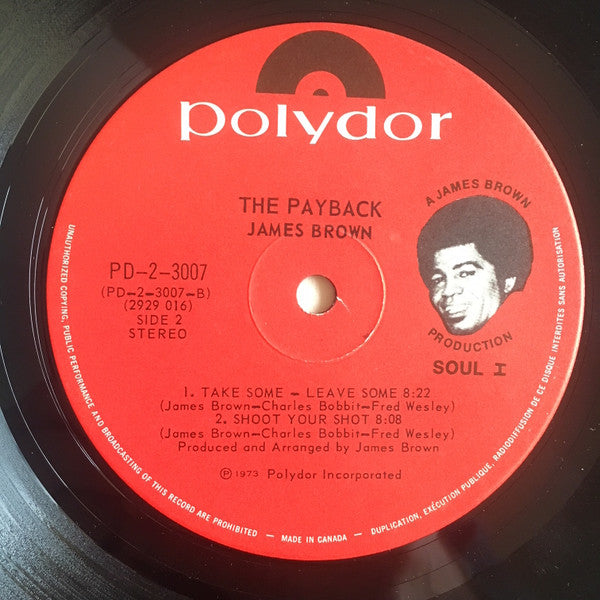 polydor
THE PAYBACK
JAMES BROWN
A JAMES BROWN
PRODUCTION
SOUL I
PD-2-3007
(PD-2-3007-B)
(2929 016)
SIDE 2
STEREO
1. TAKE SOME - LEAVE SOME 8:22
(James Brown-Charles Bobbit-Fred Wesley)
2. SHOOT YOUR SHOT 8:08
(James Brown-Charles Bobbit-Fred Wesley)
Produced and Arranged by James Brown
Ⓟ 1973 Polydor Incorporated
UNAUTHORIZED COPYING, PUBLIC PERFORMANCE AND BROADCASTING OF THIS RECORD ARE PROHIBITED - MADE IN CANADA - DUPLICATION, EXÉCUTION PUBLIQUE, RADIODIFFUSION DE CE DISQUE INTERDITES SANS AUTORISATION